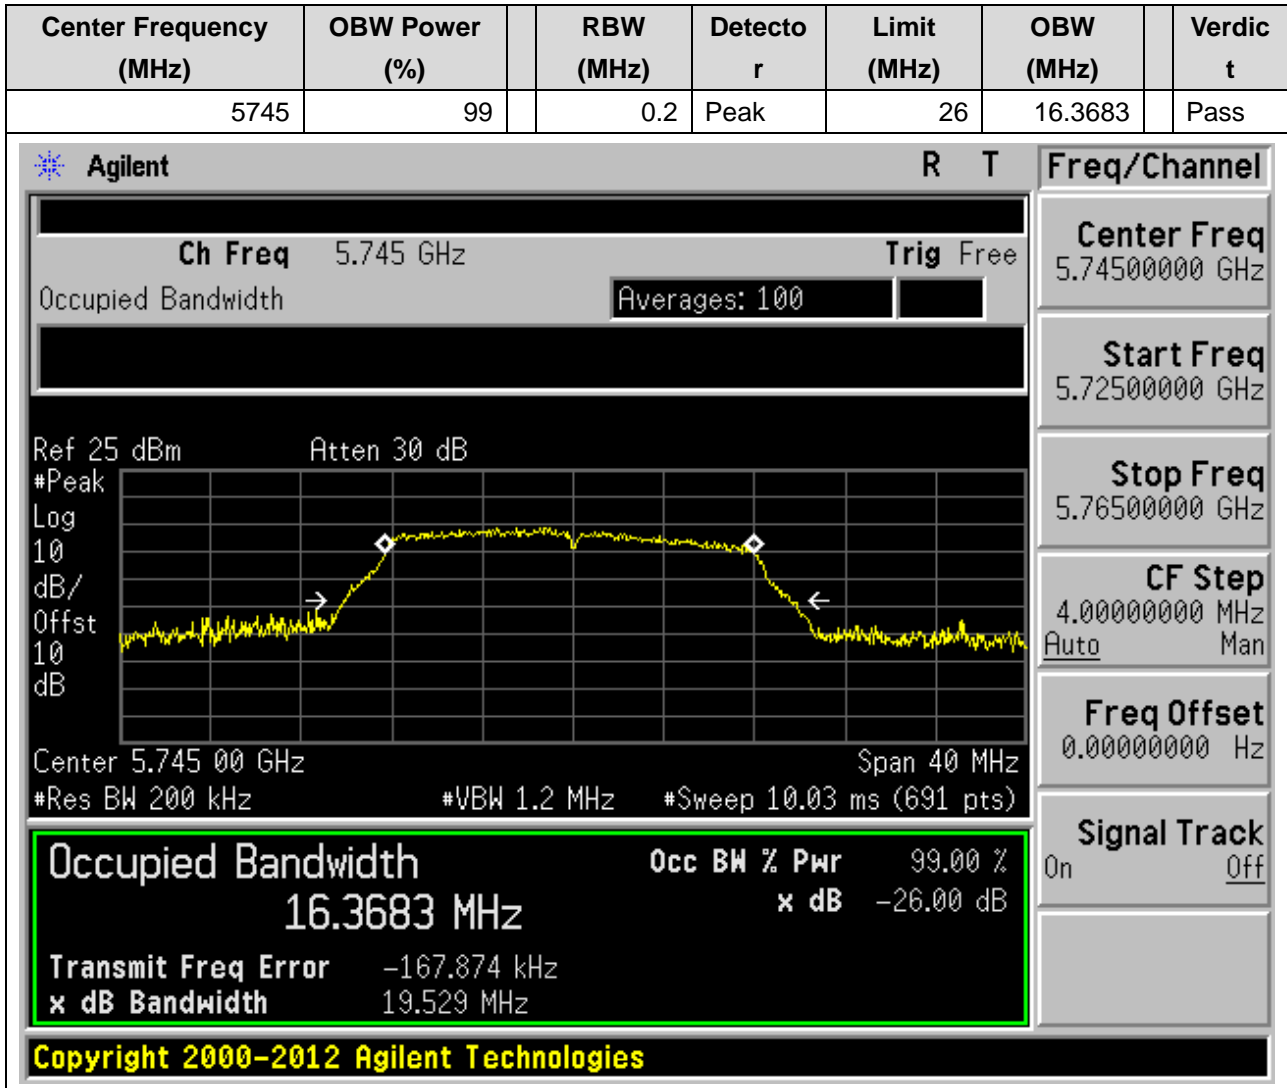 Center Frequency (MHz) OBW Power (%) RBW (MHz) Detecto r Limit (MHz) OBW (MHz) Verdic t
5745 99 0.2 Peak 26 16.3683 Pass
Agilent R T Freq/Channel
Ch Freq 5.745 GHz Trig Free
Occupied Bandwidth Averages: 100
Center Freq
5.74500000 GHz
Start Freq
5.72500000 GHz
Stop Freq
5.76500000 GHz
CF Step
4.00000000 MHz
Auto Man
Freq Offset
0.00000000 Hz
Signal Track
On Off
Ref 25 dBm Atten 30 dB
#Peak
Log
10
dB/
Offst
10
dB
Center 5.745 00 GHz Span 40 MHz
#Res BW 200 kHz #VBW 1.2 MHz #Sweep 10.03 ms (691 pts)
Occupied Bandwidth Occ BW % Pwr 99.00 %
16.3683 MHz x dB -26.00 dB
Transmit Freq Error -167.874 kHz
x dB Bandwidth 19.529 MHz
Copyright 2000-2012 Agilent Technologies